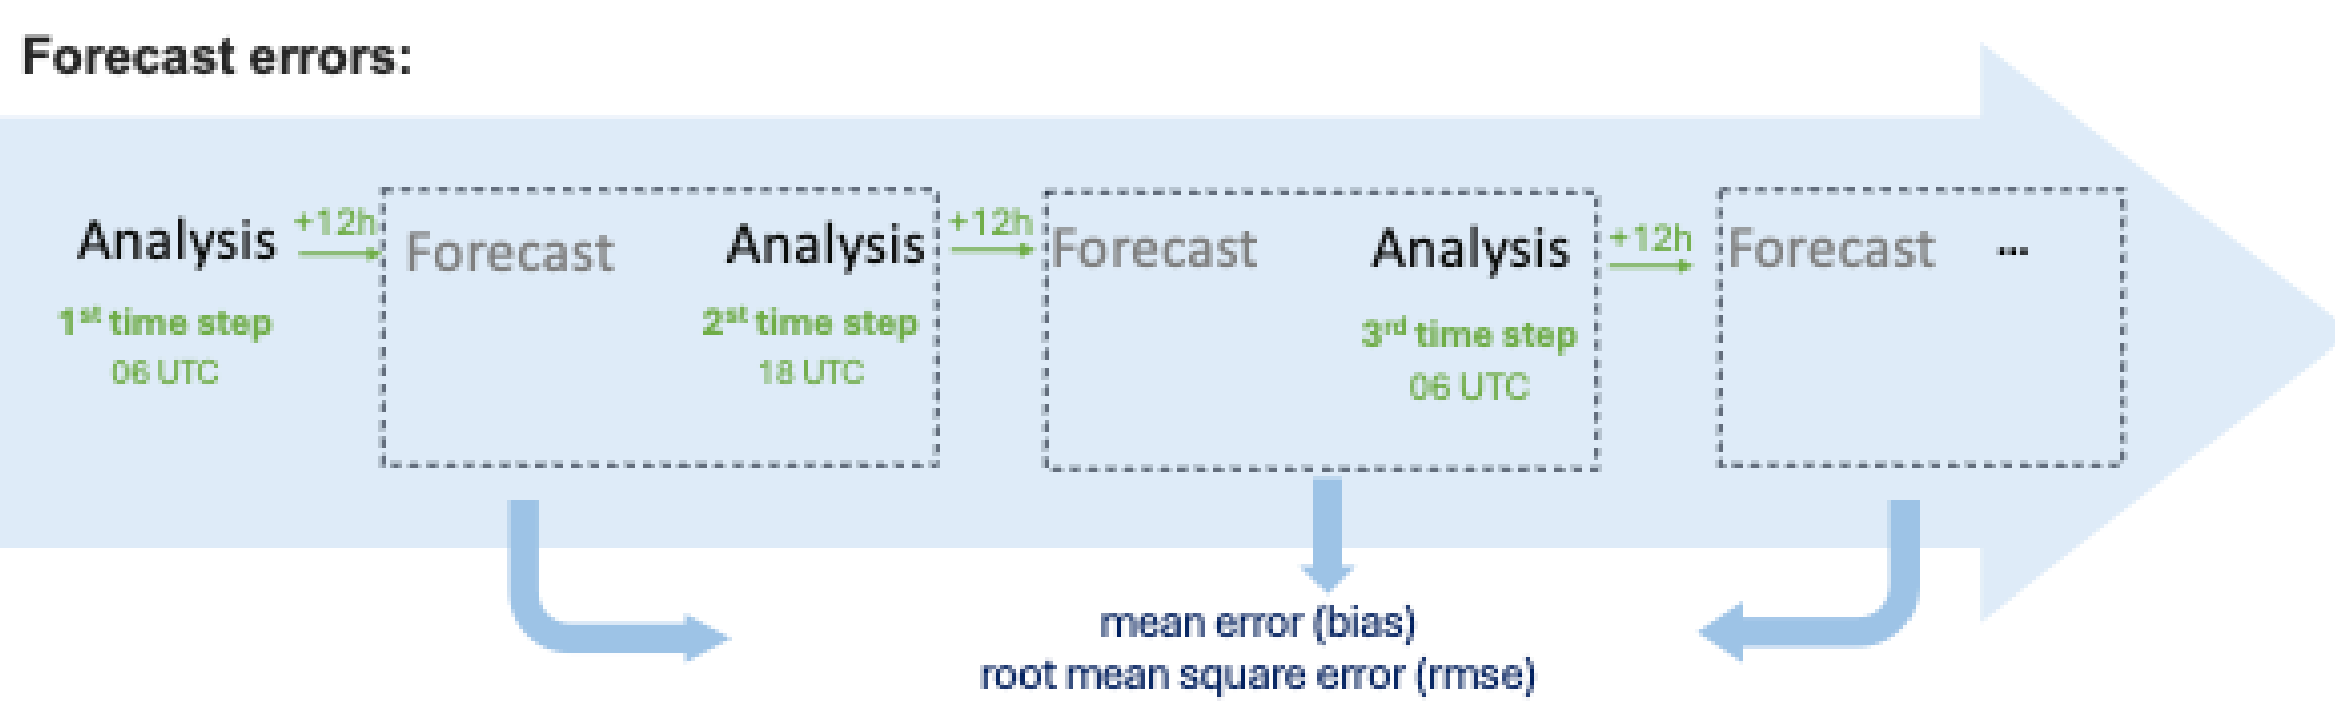 Forecast errors:
Analysis +12h Forecast Analysis +12h Forecast Analysis +12h Forecast ...
1st time step 2st time step 3rd time step
06 UTC 18 UTC 06 UTC
mean error (bias)
root mean square error (rmse)